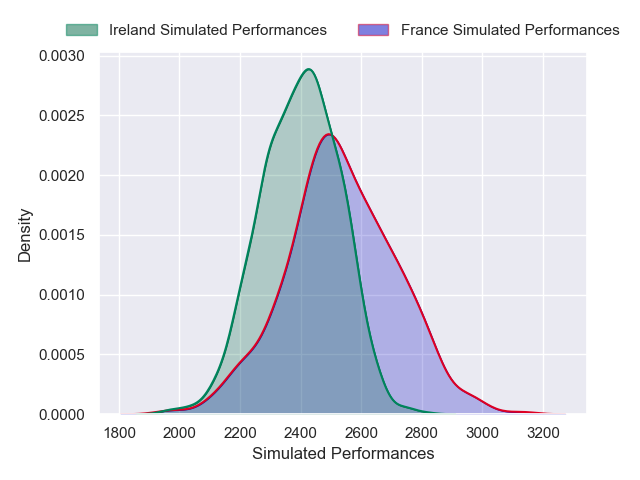 Ireland Simulated Performances France Simulated Performances
0.0030
0.0025
0.0020
0.0015
0.0010
0.0005
0.0000
Density
1800 2000 2200 2400 2600 2800 3000 3200
Simulated Performances